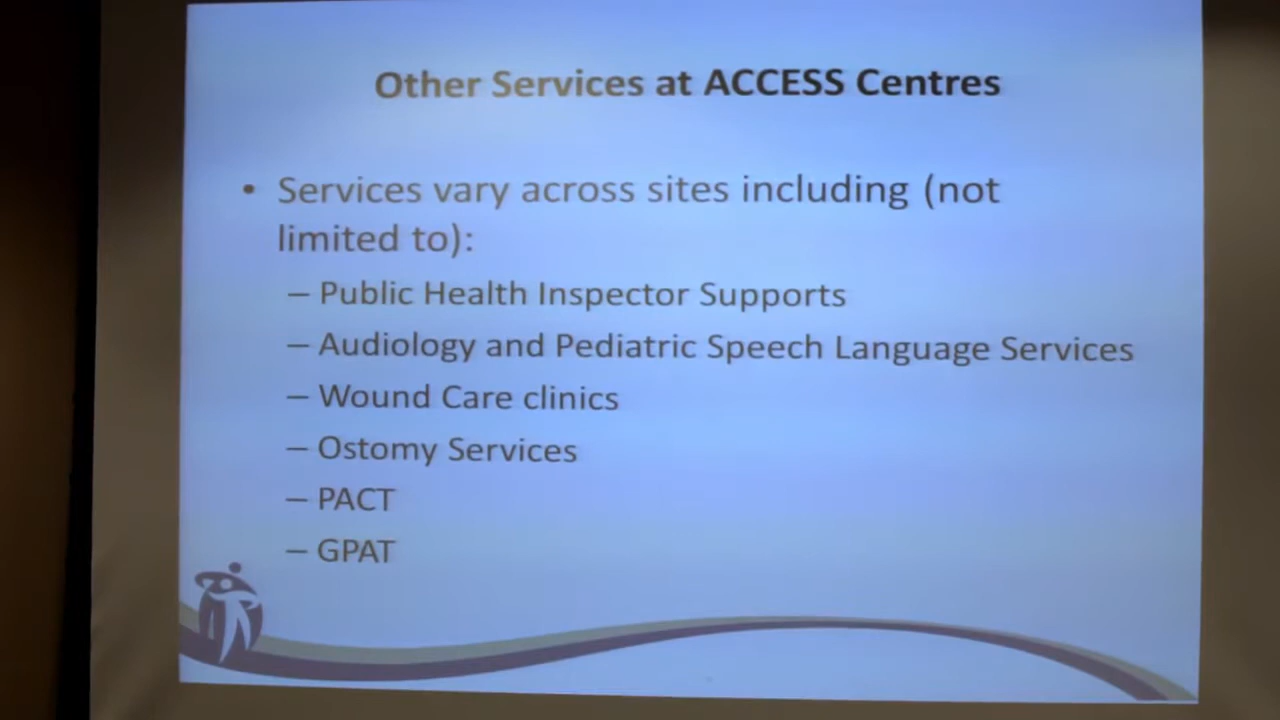 Other Services at ACCESS Centres
• Services vary across sites including (not
limited to):
– Public Health Inspector Supports
– Audiology and Pediatric Speech Language Services
– Wound Care clinics
– Ostomy Services
– PACT
– GPAT